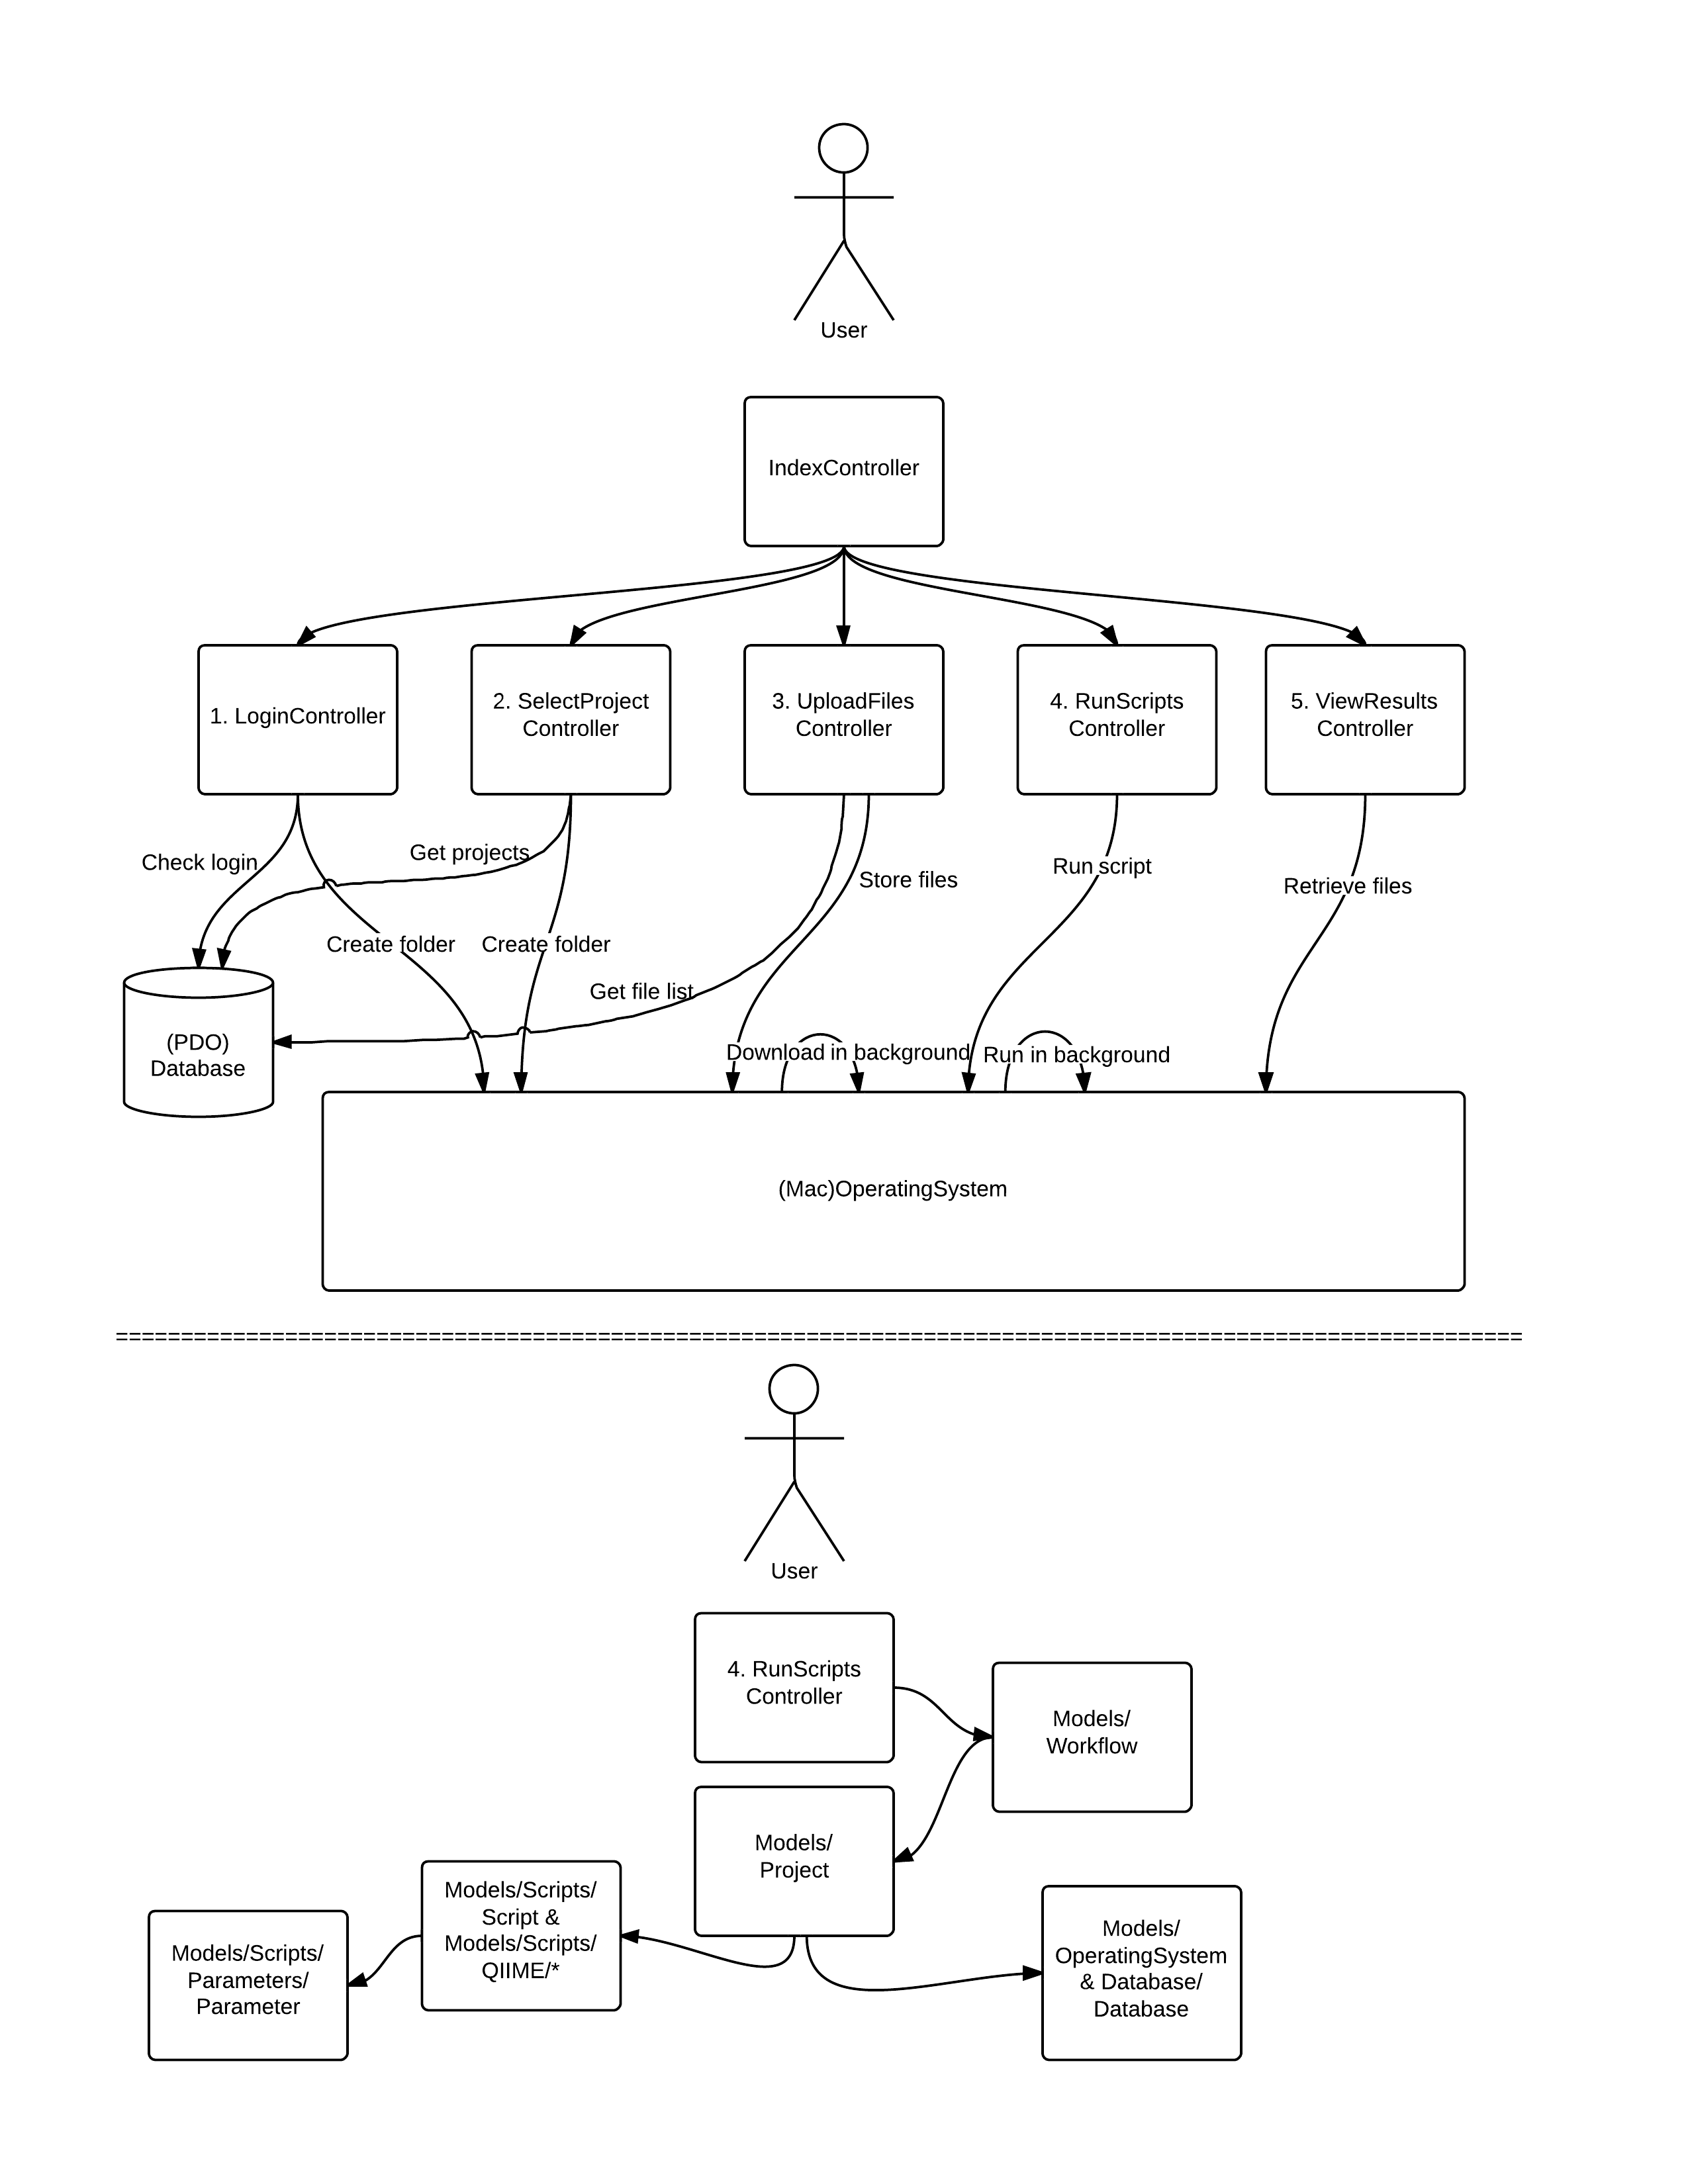 User
IndexController
1. LoginController
2. SelectProject
Controller
3. UploadFiles
Controller
4. RunScripts
Controller
5. ViewResults
Controller
Check login
Get projects
Store files
Run script
Retrieve files
Create folder
Create folder
Get file list
(PDO)
Database
Download in background
Run in background
(Mac)OperatingSystem
============================================================================================================
User
4. RunScripts
Controller
Models/
Workflow
Models/
Project
Models/Scripts/
Script &
Models/Scripts/
QIIME/*
Models/Scripts/
Parameters/
Parameter
Models/
OperatingSystem
& Database/
Database